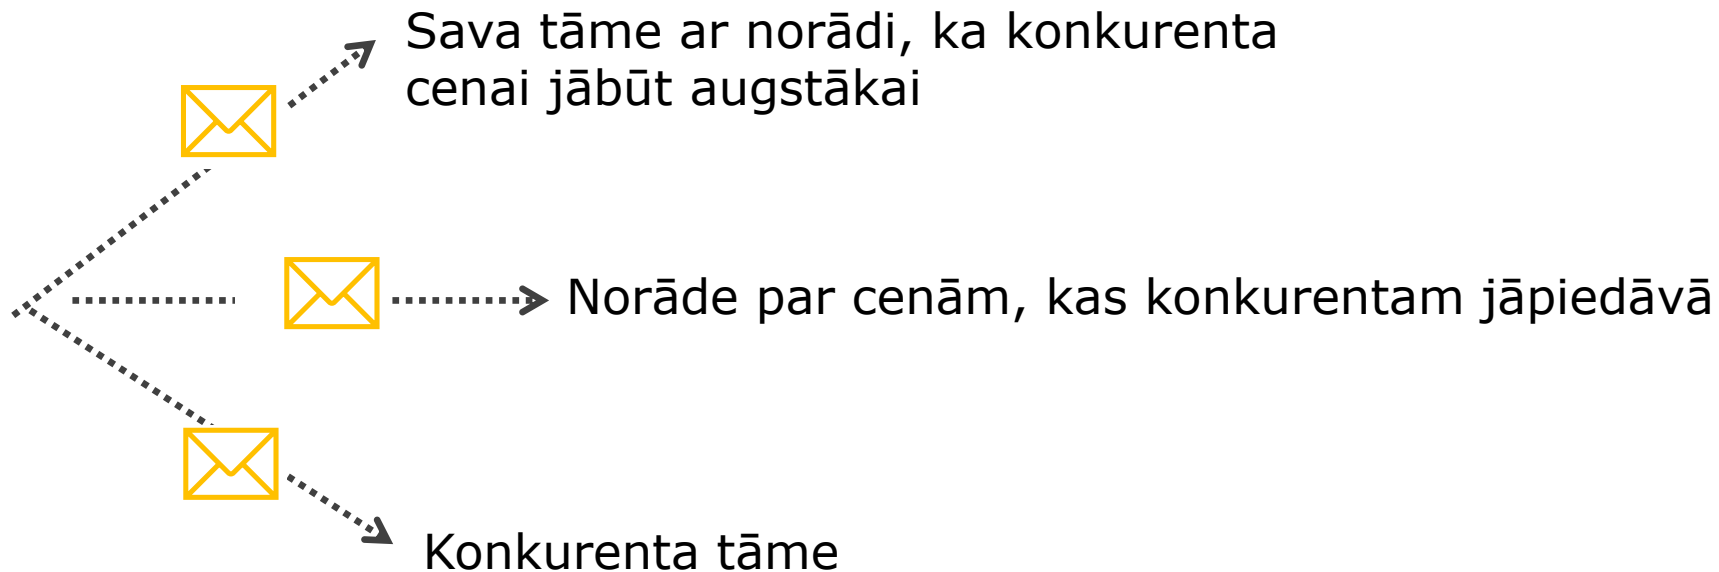 Sava tāme ar norādi, ka konkurenta
cenai jābūt augstākai
Norāde par cenām, kas konkurentam jāpiedāvā
Konkurenta tāme